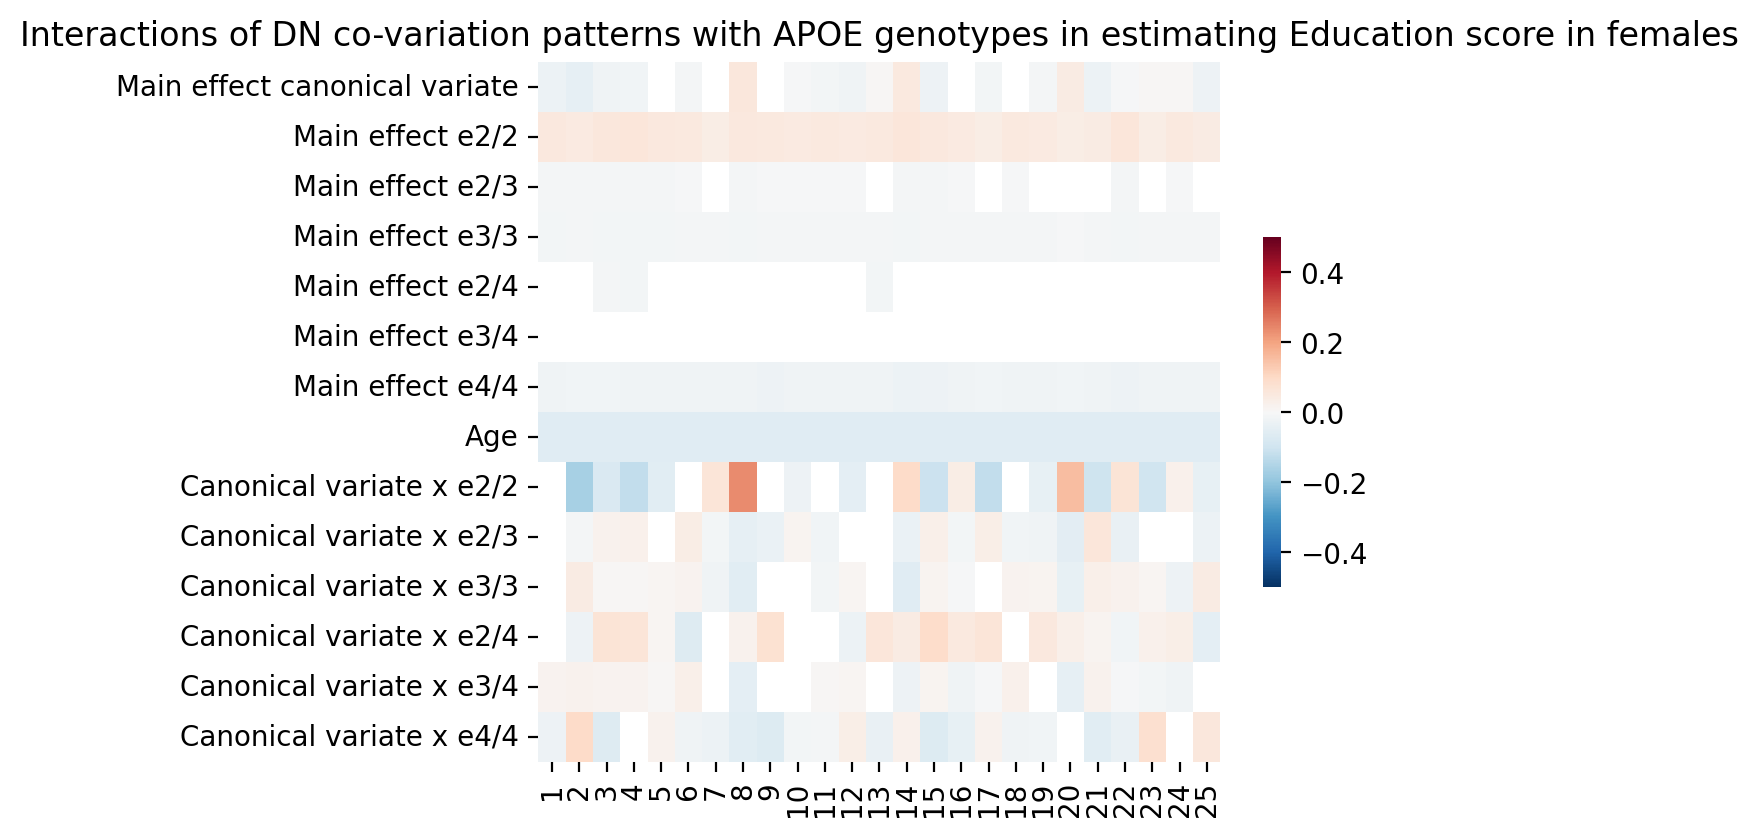 Interactions of DN co-variation patterns with APOE genotypes in estimating Education score in females
Main effect canonical variate
Main effect e2/2
Main effect e2/3
Main effect e3/3
Main effect e2/4
Main effect e3/4
Main effect e4/4
Age
Canonical variate x e2/2
Canonical variate x e2/3
Canonical variate x e3/3
Canonical variate x e2/4
Canonical variate x e3/4
Canonical variate x e4/4
1 2 3 4 5 6 7 8 9 10 11 12 13 14 15 16 17 18 19 20 21 22 23 24 25
0.4
0.2
0.0
−0.2
−0.4